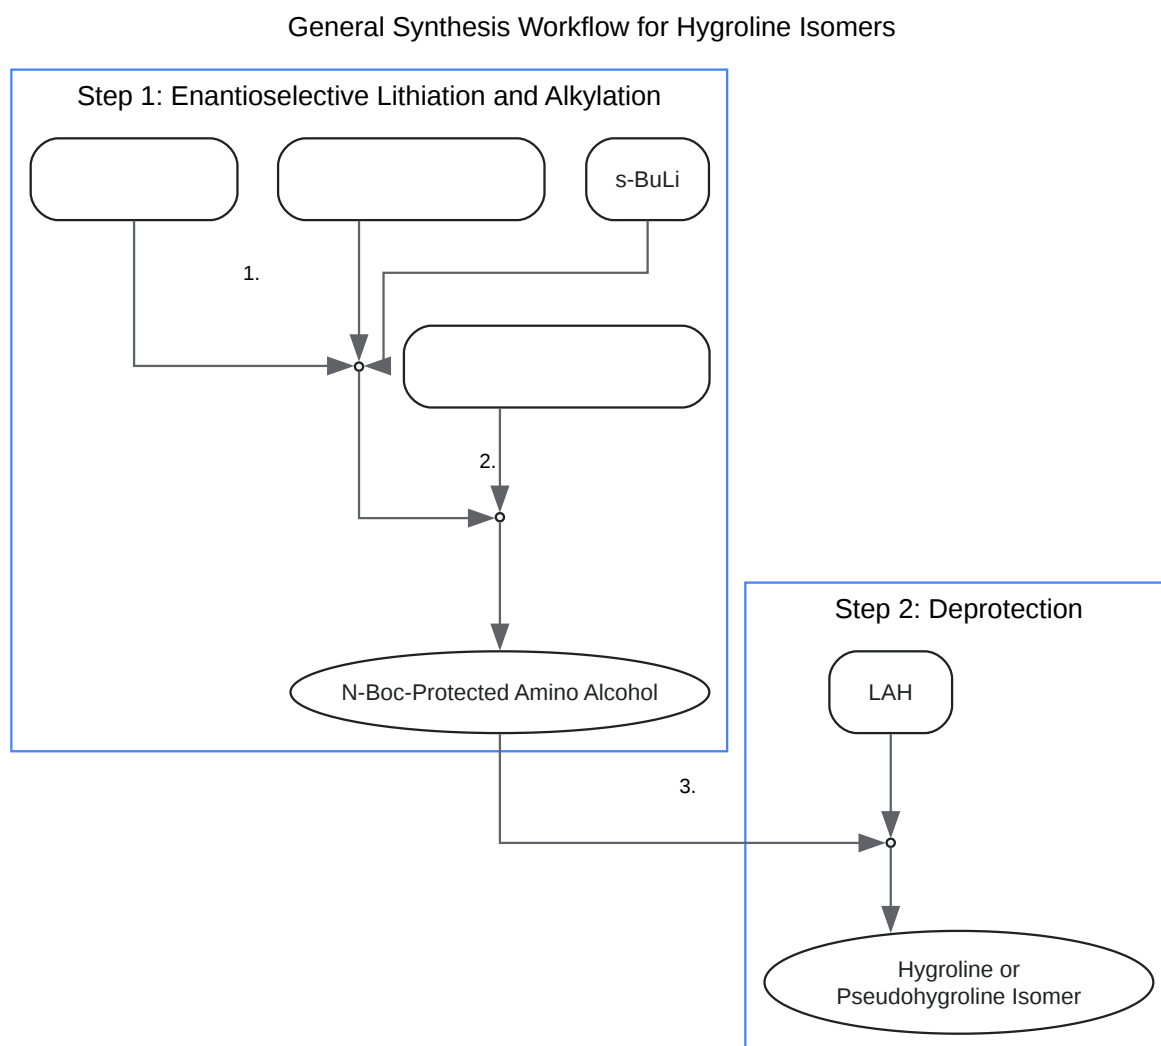 General Synthesis Workflow for Hygroline Isomers
Step 1: Enantioselective Lithiation and Alkylation
s-BuLi
1.
2.
N-Boc-Protected Amino Alcohol
Step 2: Deprotection
LAH
3.
Hygroline or
Pseudohygroline Isomer